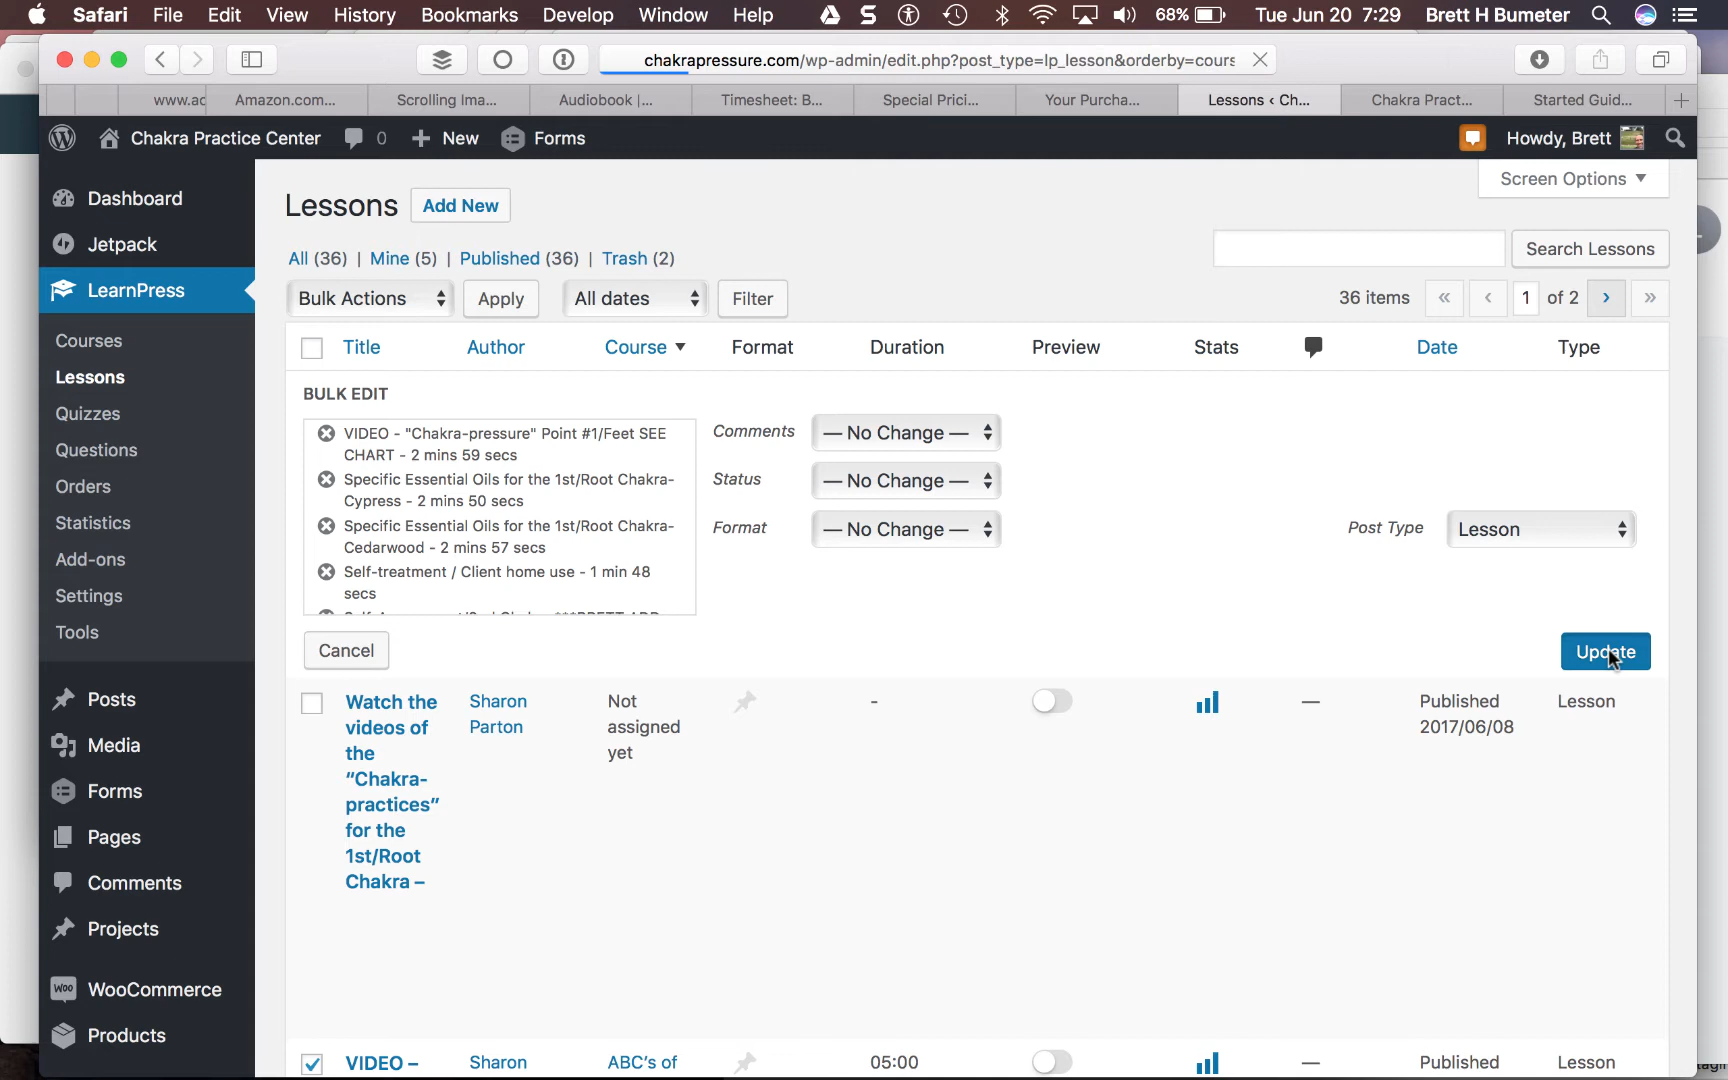 Safari File Edit View History Bookmarks Develop Window Help 68% Tue Jun 20 7:29 Brett H Bumeter
chakrapressure.com/wp-admin/edit.php?post_type=lp_lesson&orderby=cours
www.ac Amazon.com... Scrolling Ima... Audiobook |... Timesheet: B... Special Prici... Your Purcha... Lessons ‹ Ch... Chakra Pract... Started Guid...
Chakra Practice Center 0 New Forms Howdy, Brett
Screen Options
Dashboard
Jetpack
LearnPress
Courses
Lessons
Quizzes
Questions
Orders
Statistics
Add-ons
Settings
Tools
Posts
Media
Forms
Pages
Comments
Projects
WooCommerce
Products
Lessons Add New
All (36) | Mine (5) | Published (36) | Trash (2)
Search Lessons
Bulk Actions Apply All dates Filter 36 items « ‹ 1 of 2 › »
Title Author Course Format Duration Preview Stats Date Type
BULK EDIT
VIDEO - "Chakra-pressure" Point #1/Feet SEE
CHART - 2 mins 59 secs
Specific Essential Oils for the 1st/Root Chakra-
Cypress - 2 mins 50 secs
Specific Essential Oils for the 1st/Root Chakra-
Cedarwood - 2 mins 57 secs
Self-treatment / Client home use - 1 min 48
secs
Comments — No Change —
Status — No Change —
Format — No Change —
Post Type Lesson
Cancel Update
Watch the
videos of
the
“Chakra-
practices”
for the
1st/Root
Chakra –
Sharon
Parton
Not
assigned
yet
-
—
Published
2017/06/08
Lesson
VIDEO – Sharon ABC's of 05:00 — Published Lesson